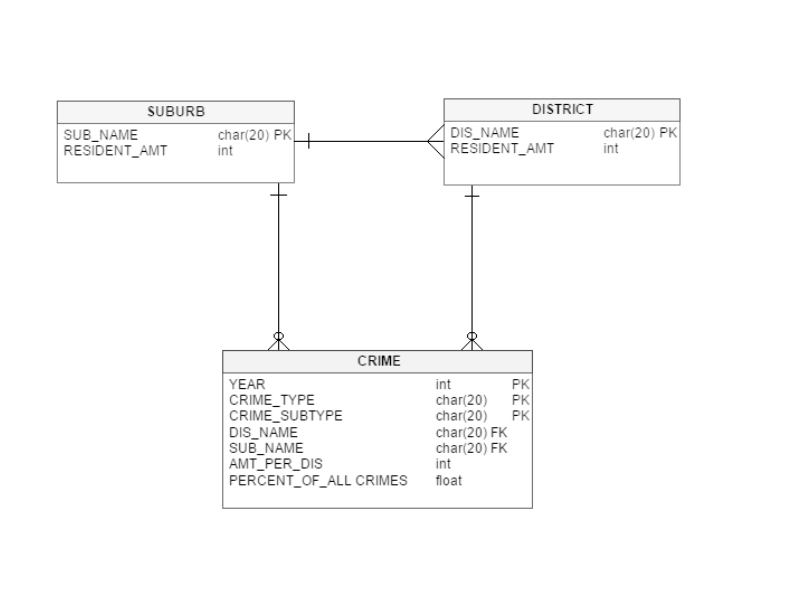 SUBURB
SUB_NAME char(20) PK
RESIDENT_AMT int
DISTRICT
DIS_NAME char(20) PK
RESIDENT_AMT int
CRIME
YEAR int PK
CRIME_TYPE char(20) PK
CRIME_SUBTYPE char(20) PK
DIS_NAME char(20) FK
SUB_NAME char(20) FK
AMT_PER_DIS int
PERCENT_OF_ALL CRIMES float